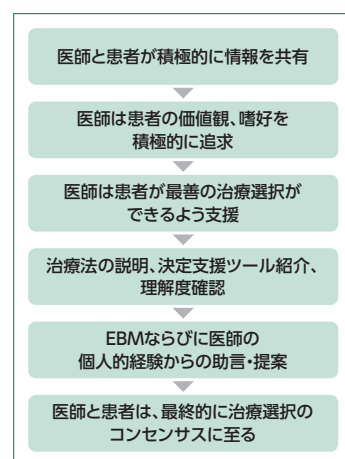 医師と患者が積極的に情報を共有
医師は患者の価値観、嗜好を
積極的に追求
医師は患者が最善の治療選択が
できるよう支援
治療法の説明、決定支援ツール紹介、
理解度確認
EBMならびに医師の
個人的経験からの助言・提案
医師と患者は、最終的に治療選択の
コンセンサスに至る